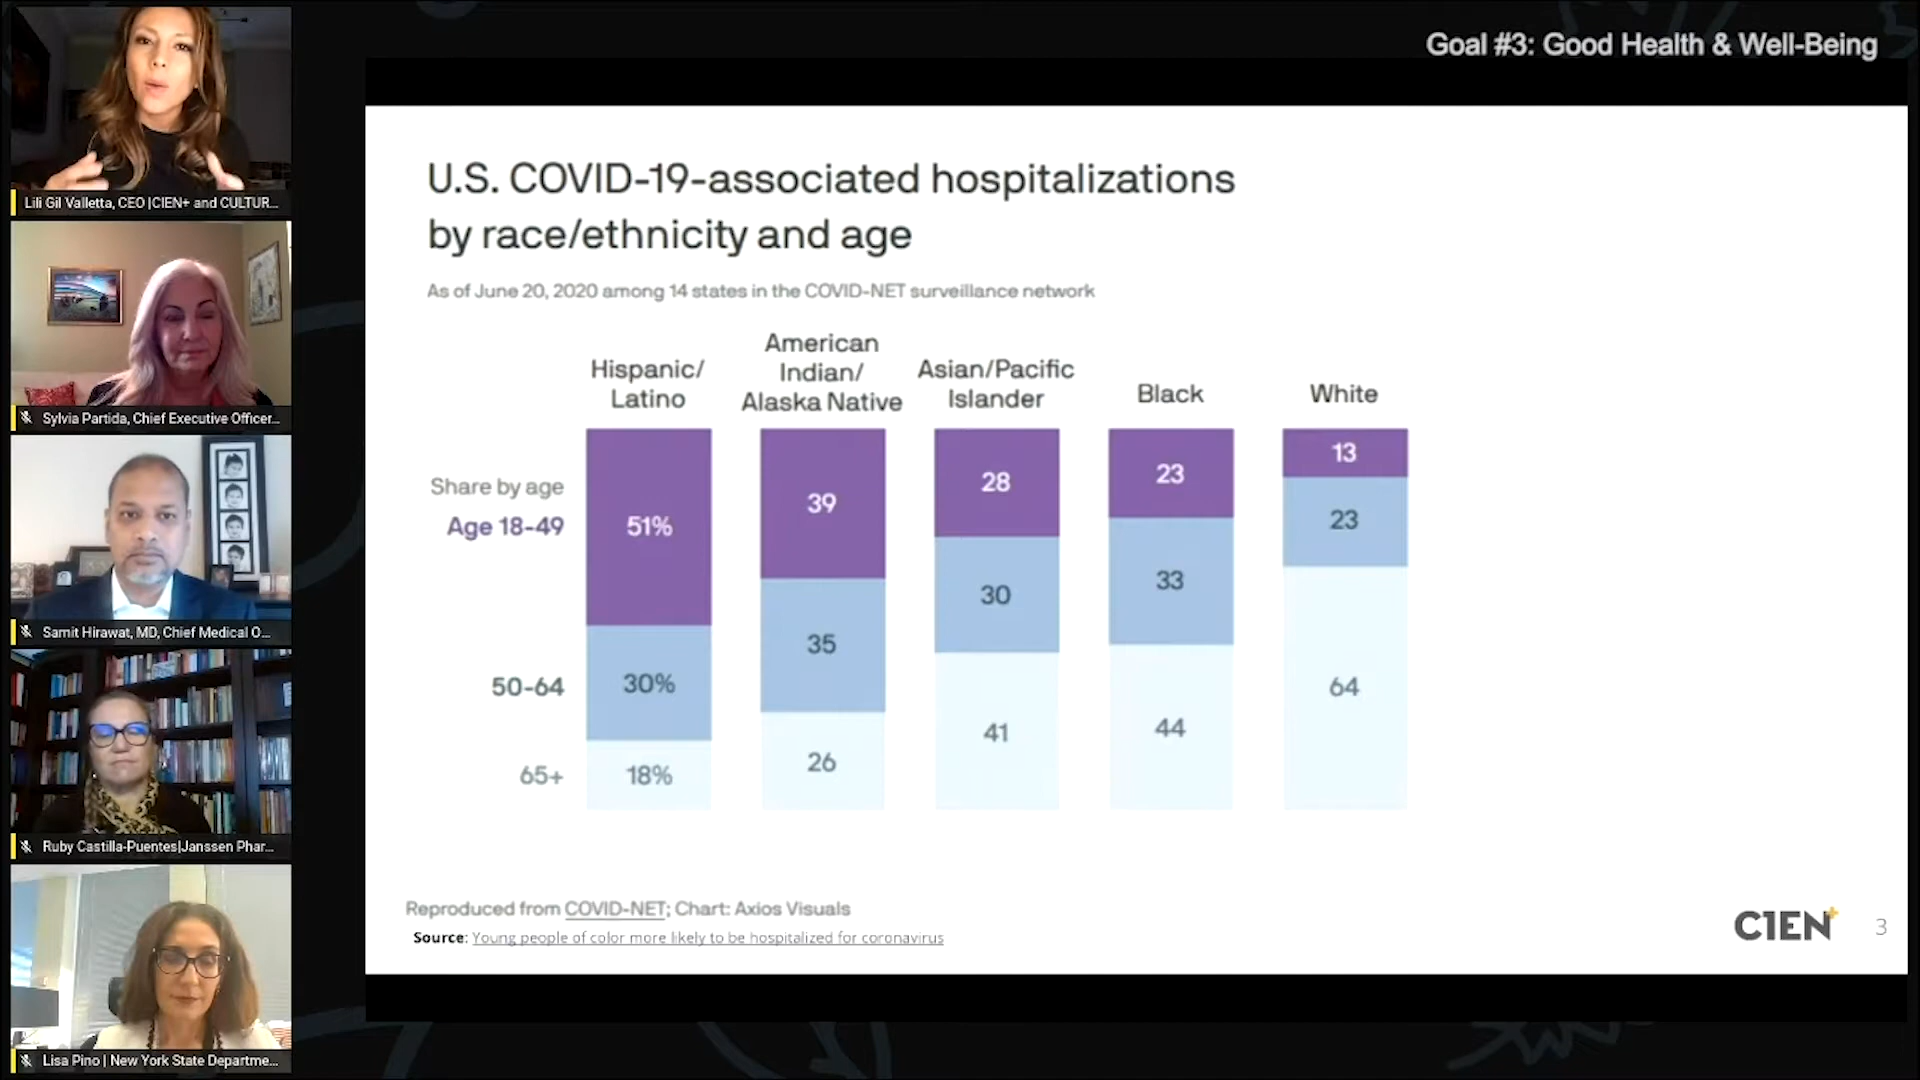 Goal #3: Good Health & Well-Being
Lili Gil Valletta, CEO |CIEN+ and CULTUR...
Sylvia Partida, Chief Executive Officer...
Samit Hirawat, MD, Chief Medical O...
Ruby Castilla-Puentes|Janssen Phar...
Lisa Pino | New York State Departme...
U.S. COVID-19-associated hospitalizations
by race/ethnicity and age
As of June 20, 2020 among 14 states in the COVID-NET surveillance network
Hispanic/
Latino
American
Indian/
Alaska Native
Asian/Pacific
Islander
Black
White
Share by age
Age 18-49
51%
39
28
23
13
50-64
30%
35
30
33
23
65+
18%
26
41
44
64
Reproduced from COVID-NET; Chart: Axios Visuals
Source: Young people of color more likely to be hospitalized for coronavirus
C1EN+
3